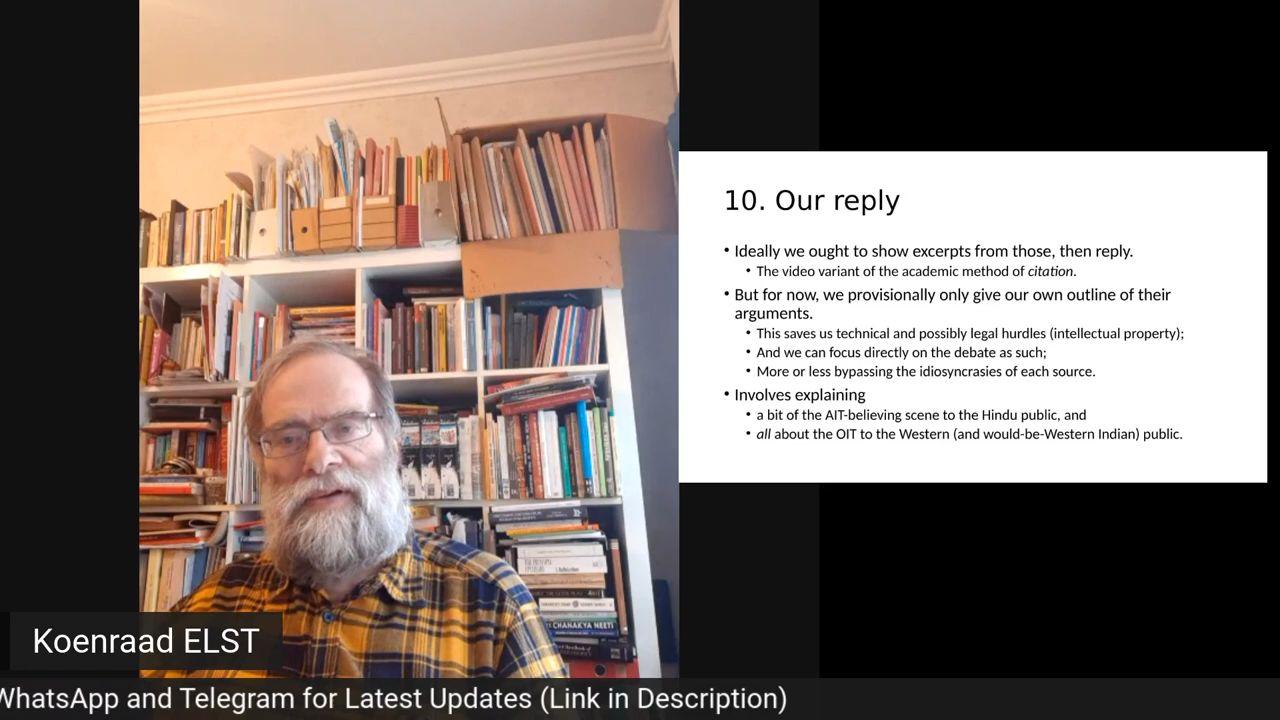 10. Our reply
• Ideally we ought to show excerpts from those, then reply.
• The video variant of the academic method of citation.
• But for now, we provisionally only give our own outline of their
arguments.
• This saves us technical and possibly legal hurdles (intellectual property);
• And we can focus directly on the debate as such;
• More or less bypassing the idiosyncrasies of each source.
• Involves explaining
• a bit of the AIT-believing scene to the Hindu public, and
• all about the OIT to the Western (and would-be-Western Indian) public.
CHANAKYA NEETI
Koenraad ELST
WhatsApp and Telegram for Latest Updates (Link in Description)